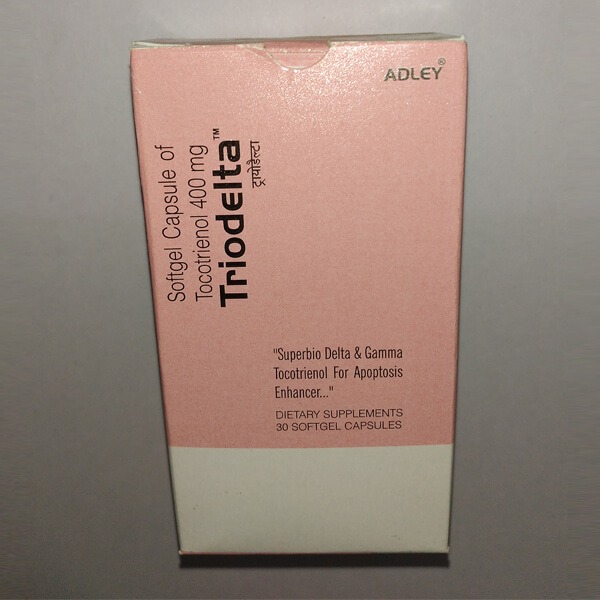 ADLEY®
Softgel Capsule of
Tocotrienol 400 mg
Triodelta™
ट्रायोडैल्टा
"Superbio Delta & Gamma
Tocotrienol For Apoptosis
Enhancer..."
DIETARY SUPPLEMENTS
30 SOFTGEL CAPSULES